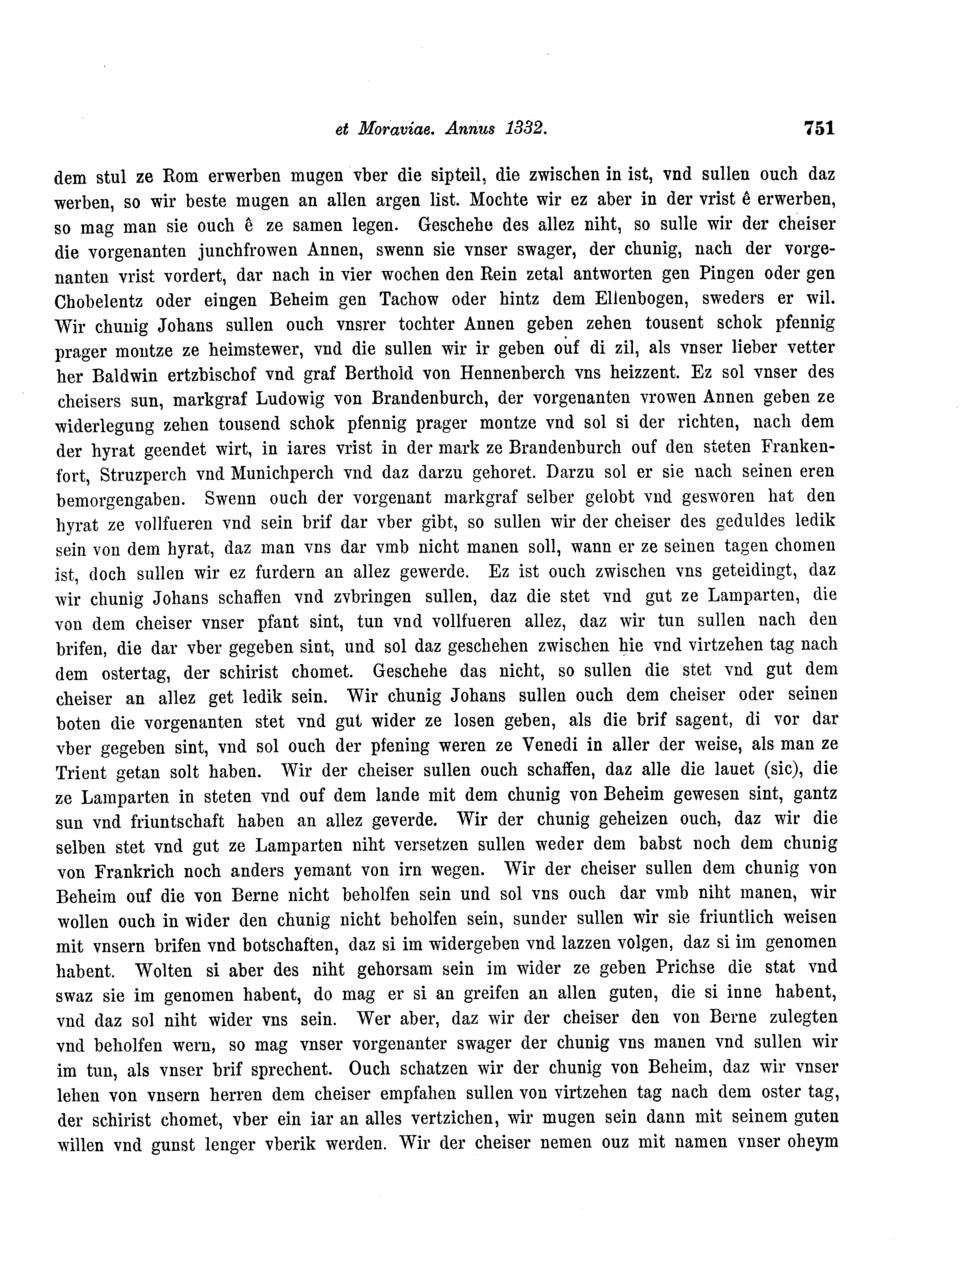 et Moraviae. Annus 1332. 751
dem stul ze Rom erwerben mugen vber die sipteil, die zwischen in ist, vnd sullen ouch daz
werben, so wir beste mugen an allen argen list. Mochte wir ez aber in der vrist ê erwerben,
so mag man sie ouch ê ze samen legen. Geschehe des allez niht, so sulle wir der cheiser
die vorgenanten junchfrowen Annen, swenn sie vnser swager, der chunig, nach der vorge-
nanten vrist vordert, dar nach in vier wochen den Rein zetal antworten gen Pingen oder gen
Chobelentz oder eingen Beheim gen Tachow oder hintz dem Ellenbogen, sweders er wil.
Wir chunig Johans sullen ouch vnsrer tochter Annen geben zehen tousent schok pfennig
prager montze ze heimstewer, vnd die sullen wir ir geben ouf di zil, als vnser lieber vetter
her Baldwin ertzbischof vnd graf Berthold von Hennenberch vns heizzent. Ez sol vnser des
cheisers sun, markgraf Ludowig von Brandenburch, der vorgenanten vrowen Annen geben ze
widerlegung zehen tousend schok pfennig prager montze vnd sol si der richten, nach dem
der hyrat geendet wirt, in iares vrist in der mark ze Brandenburch ouf den steten Franken-
fort, Struzperch vnd Munichperch vnd daz darzu gehoret. Darzu sol er sie nach seinen eren
bemorgengaben. Swenn ouch der vorgenant markgraf selber gelobt vnd gesworen hat den
hyrat ze vollfueren vnd sein brif dar vber gibt, so sullen wir der cheiser des geduldes ledik
sein von dem hyrat, daz man vns dar vmb nicht manen soll, wann er ze seinen tagen chomen
ist, doch sullen wir ez furdern an allez gewerde. Ez ist ouch zwischen vns geteidingt, daz
wir chunig Johans schaffen vnd zvbringen sullen, daz die stet vnd gut ze Lamparten, die
von dem cheiser vnser pfant sint, tun vnd vollfueren allez, daz wir tun sullen nach den
brifen, die dar vber gegeben sint, und sol daz geschehen zwischen hie vnd virtzehen tag nach
dem ostertag, der schirist chomet. Geschehe das nicht, so sullen die stet vnd gut dem
cheiser an allez get ledik sein. Wir chunig Johans sullen ouch dem cheiser oder seinen
boten die vorgenanten stet vnd gut wider ze losen geben, als die brif sagent, di vor dar
vber gegeben sint, vnd sol ouch der pfening weren ze Venedi in aller der weise, als man ze
Trient getan solt haben. Wir der cheiser sullen ouch schaffen, daz alle die lauet (sic), die
ze Lamparten in steten vnd ouf dem lande mit dem chunig von Beheim gewesen sint, gantz
sun vnd friuntschaft haben an allez geverde. Wir der chunig geheizen ouch, daz wir die
selben stet vnd gut ze Lamparten niht versetzen sullen weder dem babst noch dem chunig
von Frankrich noch anders yemant von irn wegen. Wir der cheiser sullen dem chunig von
Beheim ouf die von Berne nicht beholfen sein und sol vns ouch dar vmb niht manen, wir
wollen ouch in wider den chunig nicht beholfen sein, sunder sullen wir sie friuntlich weisen
mit vnsern brifen vnd botschaften, daz si im widergeben vnd lazzen volgen, daz si im genomen
habent. Wolten si aber des niht gehorsam sein im wider ze geben Prichse die stat vnd
swaz sie im genomen habent, do mag er si an greifen an allen guten, die si inne habent,
vnd daz sol niht wider vns sein. Wer aber, daz wir der cheiser den von Berne zulegten
vnd beholfen wern, so mag vnser vorgenanter swager der chunig vns manen vnd sullen wir
im tun, als vnser brif sprechent. Ouch schatzen wir der chunig von Beheim, daz wir vnser
lehen von vnsern herren dem cheiser empfahen sullen von virtzehen tag nach dem oster tag,
der schirist chomet, vber ein iar an alles vertzichen, wir mugen sein dann mit seinem guten
willen vnd gunst lenger vberik werden. Wir der cheiser nemen ouz mit namen vnser oheym